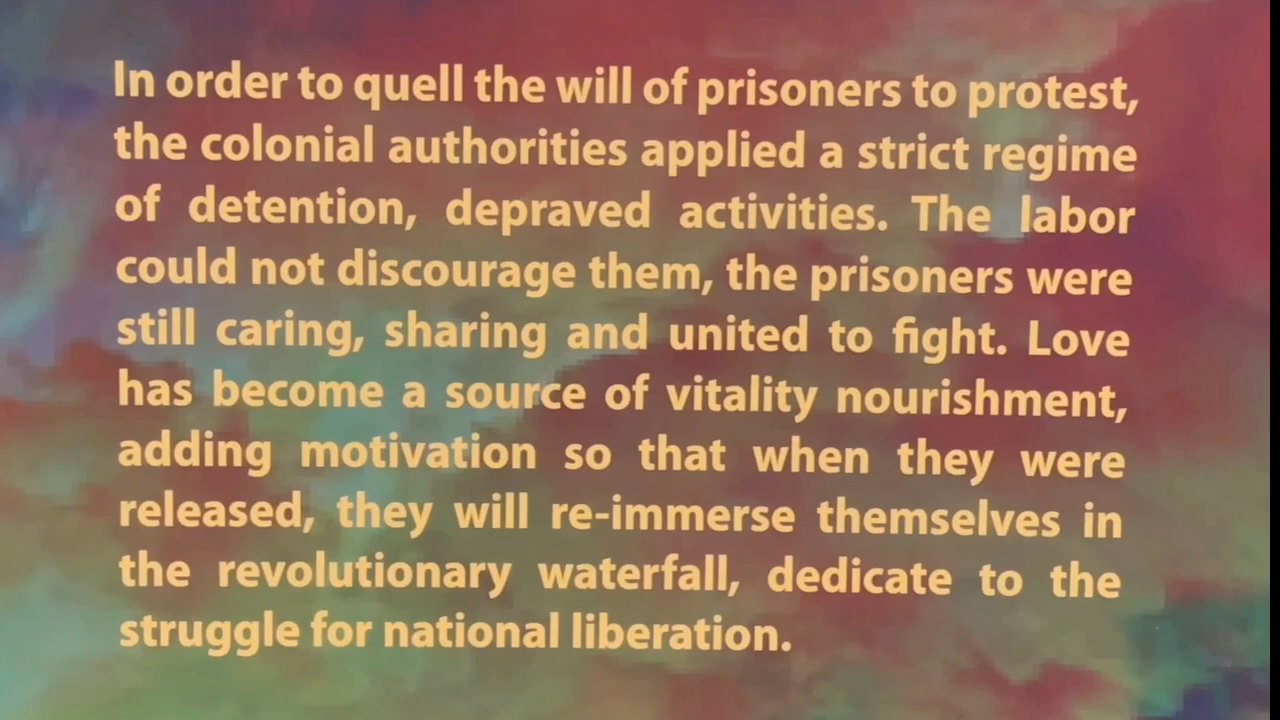 In order to quell the will of prisoners to protest,
the colonial authorities applied a strict regime
of detention, depraved activities. The labor
could not discourage them, the prisoners were
still caring, sharing and united to fight. Love
has become a source of vitality nourishment,
adding motivation so that when they were
released, they will re-immerse themselves in
the revolutionary waterfall, dedicate to the
struggle for national liberation.